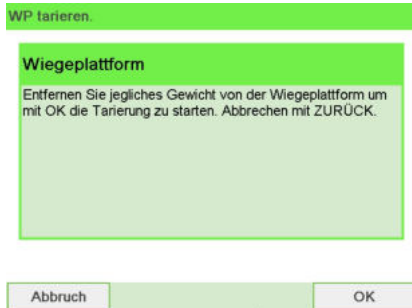 WP tarieren.
Wiegeplattform
Entfernen Sie jegliches Gewicht von der Wiegeplattform um
mit OK die Tarierung zu starten. Abbrechen mit ZURÜCK.
Abbruch
OK